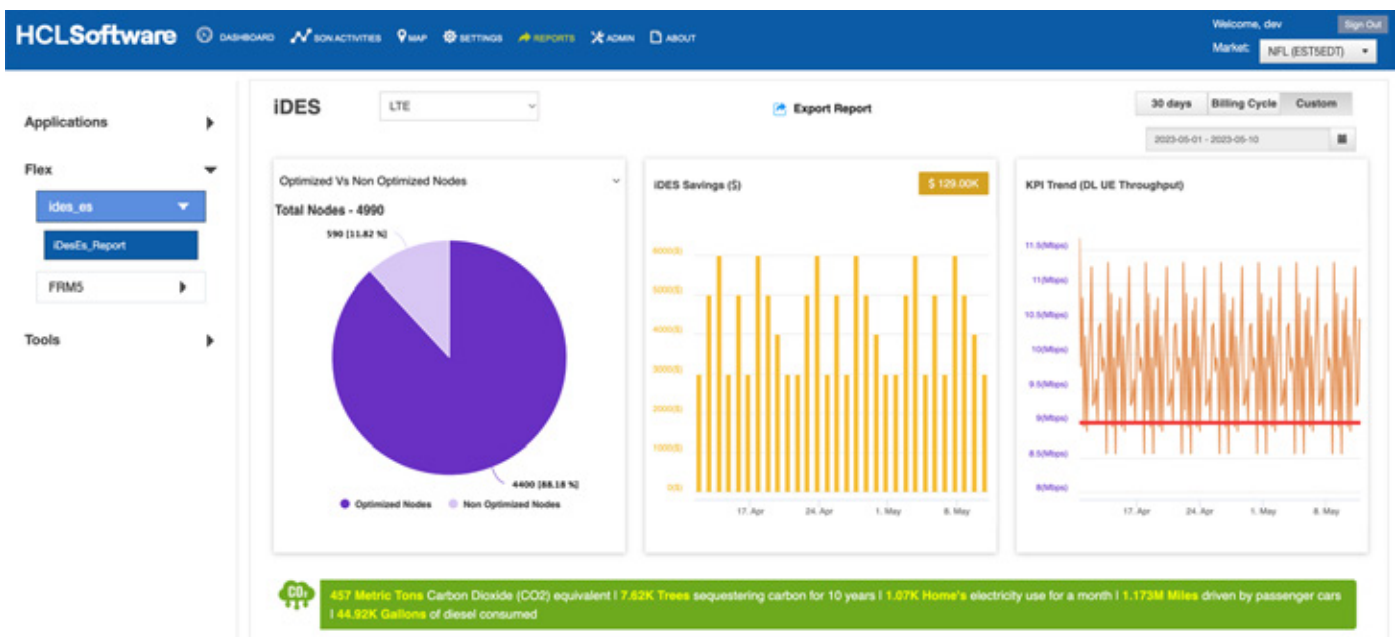 HCLSoftware DASHBOARD SON ACTIVITIES MAP SETTINGS REPORTS ADMIN ABOUT
Welcome, dev Sign Out
Market: NFL (EST5EDT)
Applications
Flex
ides_es
iDesEs_Report
FRM5
Tools
iDES LTE Export Report 30 days Billing Cycle Custom
2023-05-01 - 2023-05-10
Optimized Vs Non Optimized Nodes
Total Nodes - 4990
590 [11.82 %]
4400 [88.18 %]
Optimized Nodes Non Optimized Nodes
iDES Savings ($) $ 129.00K
6000($)
5000($)
4000($)
3000($)
2000($)
1000($)
0($)
17. Apr 24. Apr 1. May 8. May
KPI Trend (DL UE Throughput)
11.5(Mbps)
11(Mbps)
10.5(Mbps)
10(Mbps)
9.5(Mbps)
9(Mbps)
8.5(Mbps)
8(Mbps)
17. Apr 24. Apr 1. May 8. May
CO2
457 Metric Tons Carbon Dioxide (CO2) equivalent | 7.62K Trees sequestering carbon for 10 years | 1.07K Home's electricity use for a month | 1.173M Miles driven by passenger cars
| 44.92K Gallons of diesel consumed